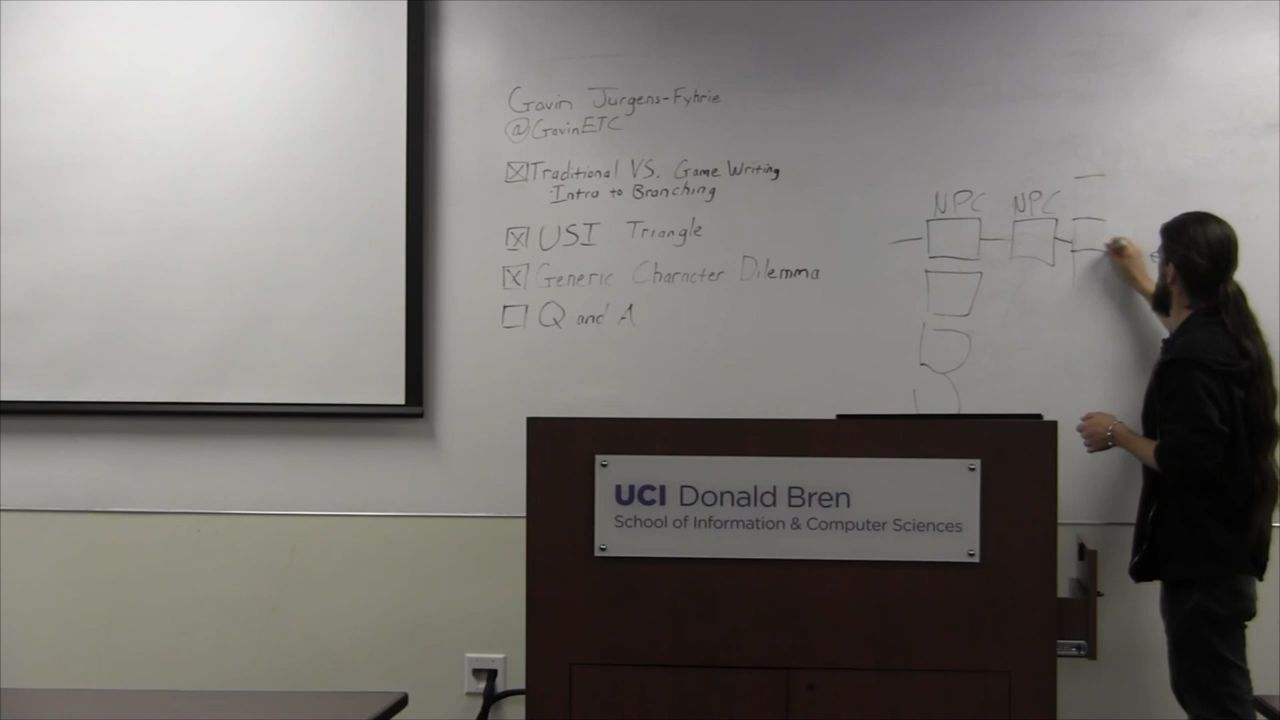 Gavin Jurgens-Fyhrie
@GavinETC
Traditional VS. Game Writing
Intro to Branching
USI Triangle
Generic Character Dilemma
Q and A
NPC NPC
UCI Donald Bren
School of Information & Computer Sciences